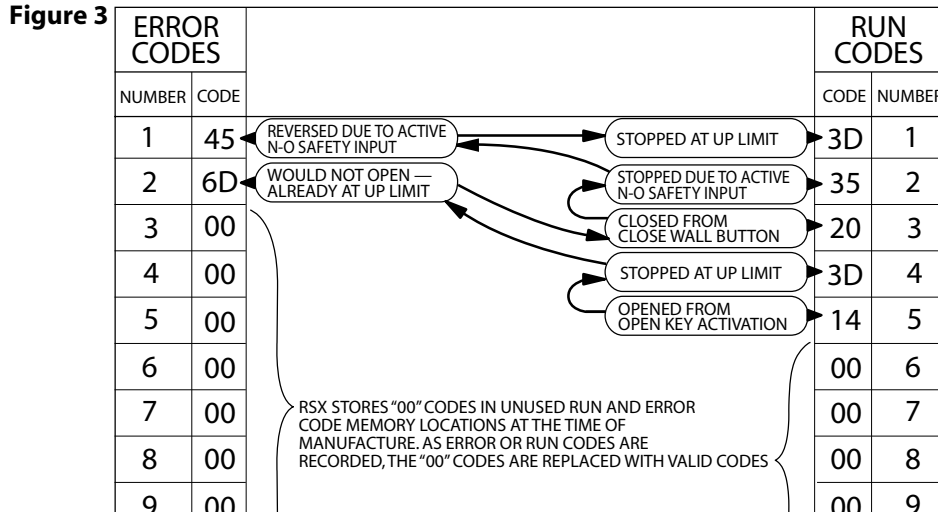 Figure 3
ERROR
CODES
RUN
CODES
NUMBER CODE
CODE NUMBER
1 45 REVERSED DUE TO ACTIVE
N-O SAFETY INPUT
STOPPED AT UP LIMIT 3D 1
2 6D WOULD NOT OPEN —
ALREADY AT UP LIMIT
STOPPED DUE TO ACTIVE
N-O SAFETY INPUT 35 2
3 00 CLOSED FROM
CLOSE WALL BUTTON 20 3
4 00 STOPPED AT UP LIMIT 3D 4
5 00 OPENED FROM
OPEN KEY ACTIVATION 14 5
6 00 00 6
7 00 00 7
8 00 00 8
9 00 00 9
RSX STORES "00" CODES IN UNUSED RUN AND ERROR
CODE MEMORY LOCATIONS AT THE TIME OF
MANUFACTURE. AS ERROR OR RUN CODES ARE
RECORDED, THE "00" CODES ARE REPLACED WITH VALID CODES